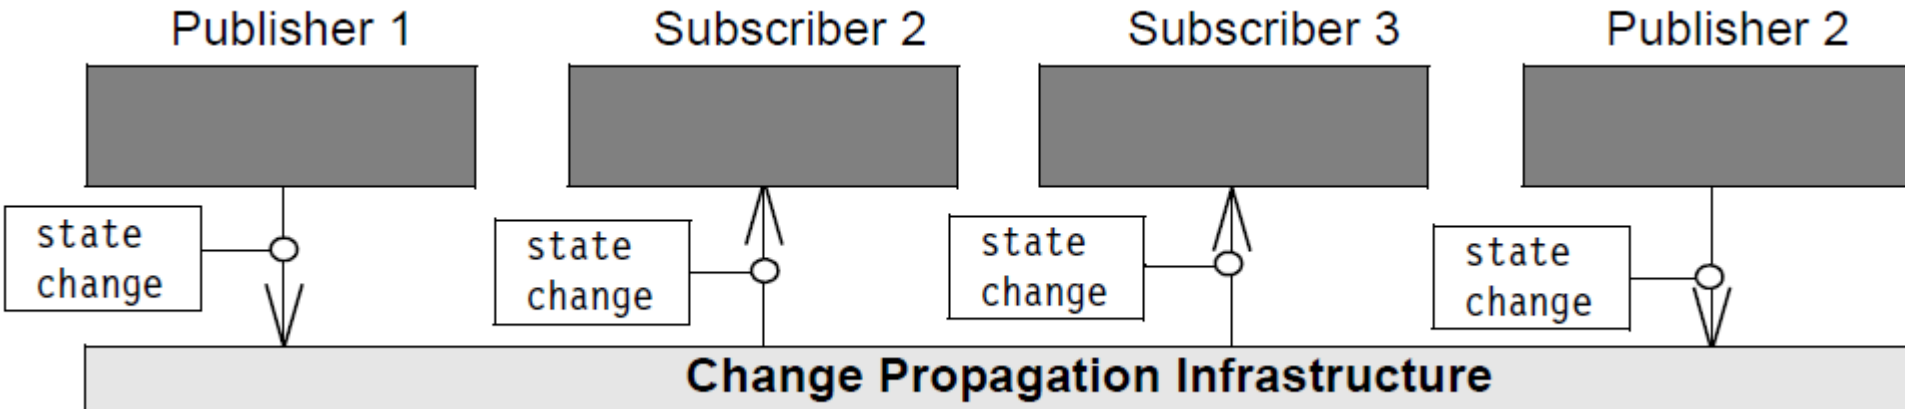 Publisher 1
Subscriber 2
Subscriber 3
Publisher 2
state
change
state
change
state
change
state
change
Change Propagation Infrastructure